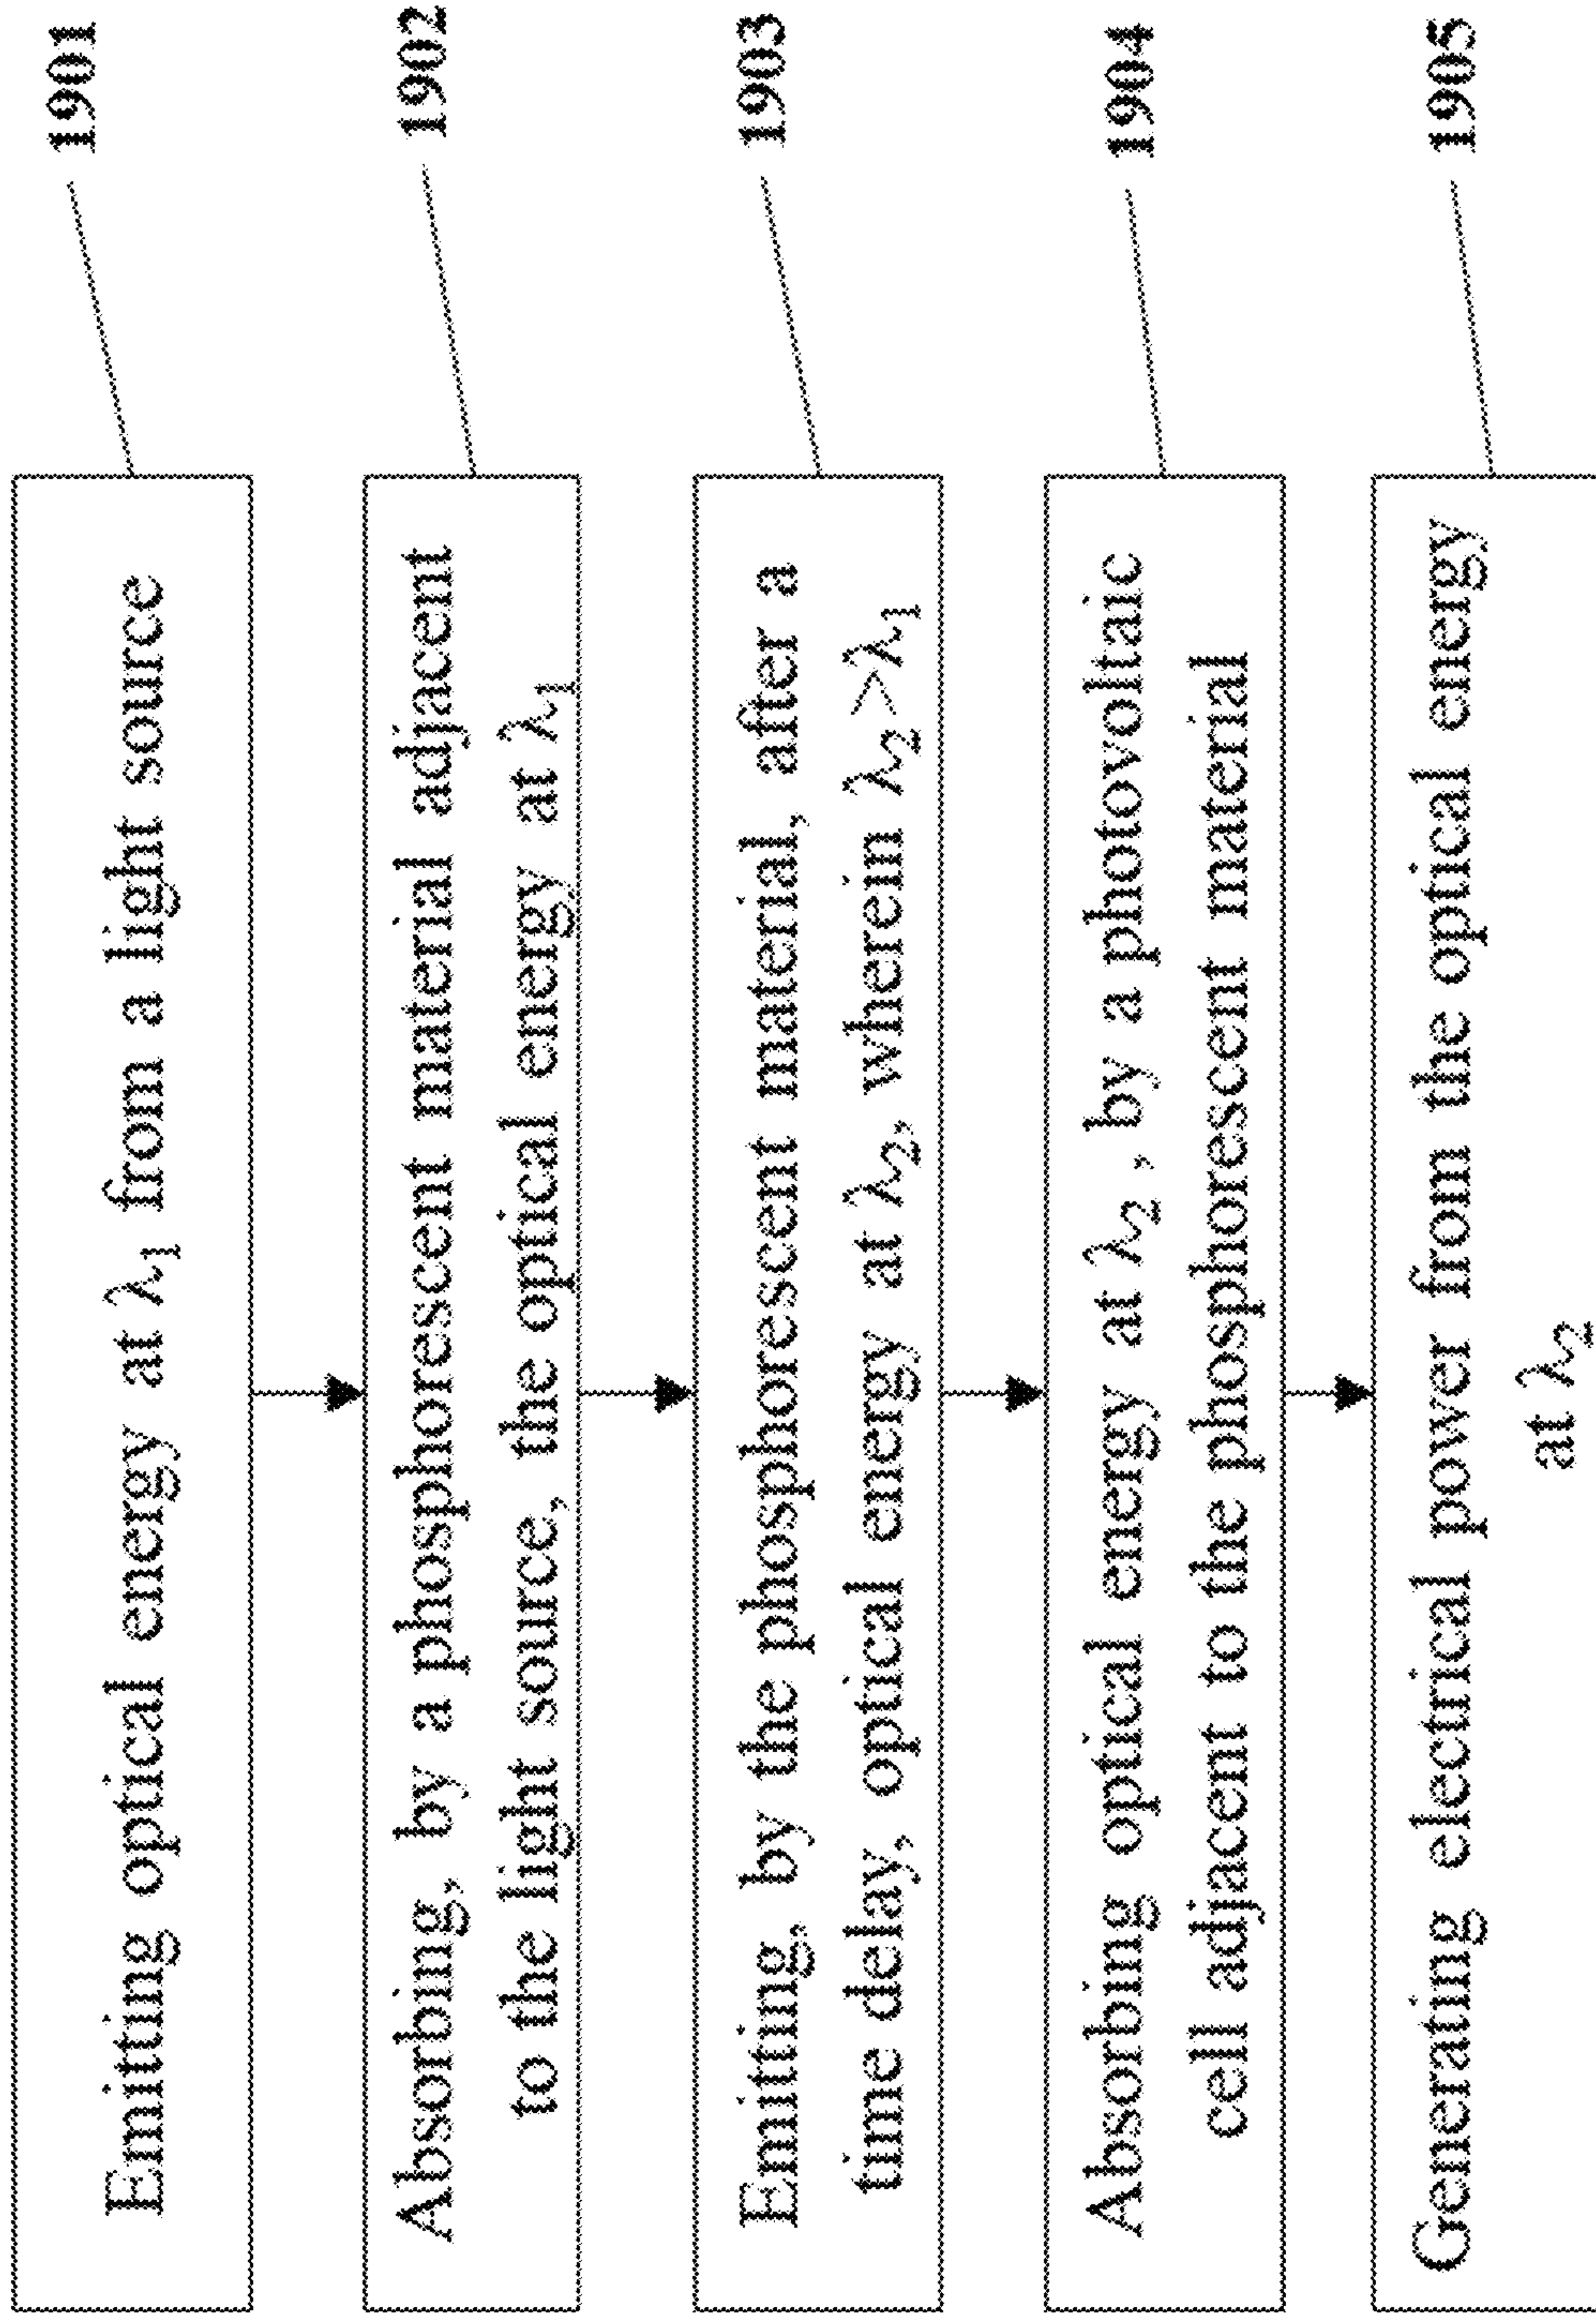 Emitting optical energy at λ₁ from a light source
1901
Absorbing, by a phosphorescent material adjacent
to the light source, the optical energy at λ₁
1902
Emitting, by the phosphorescent material, after a
time delay, optical energy at λ₂, wherein λ₂ >λ₁
1903
Absorbing optical energy at λ₂ , by a photovoltaic
cell adjacent to the phosphorescent material
1904
Generating electrical power from the optical energy
at λ₂
1905